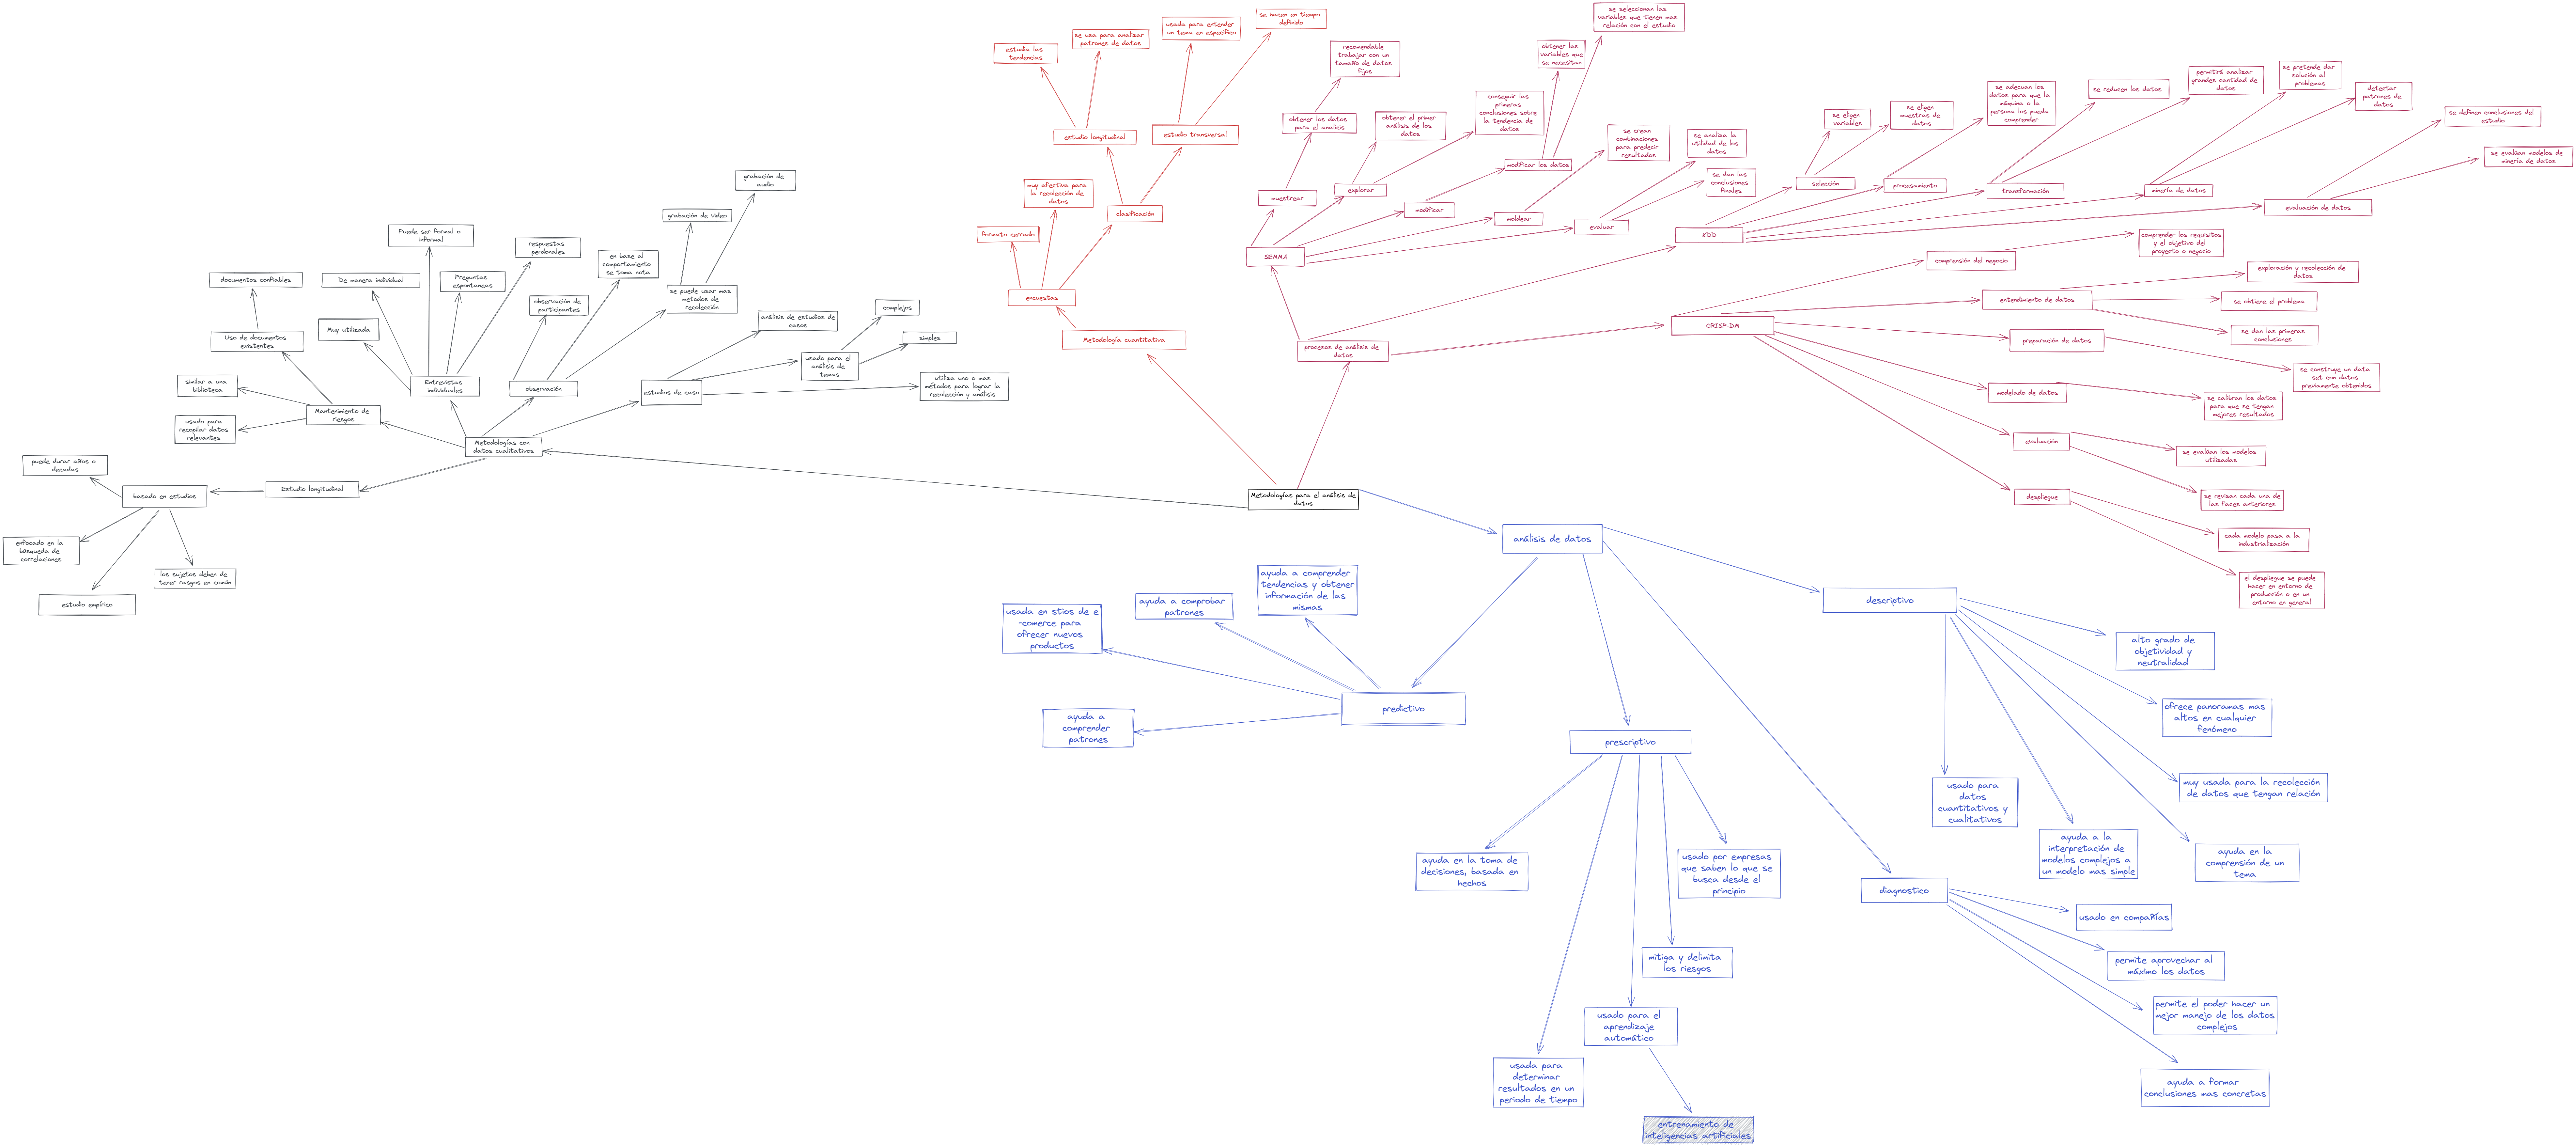 Metodologías para el análisis de
datos
Metodologías con
datos cualitativos
Estudio longitudinal
basado en estudios
puede durar años o
decadas
enfocado en la
búsqueda de
correlaciones
estudio empírico
los sujetos deben de
tener rasgos en común
Mantenimiento de
riesgos
usado para
recopilar datos
relevantes
similar a una
biblioteca
Uso de documentos
existentes
documentos confiables
Entrevistas
individuales
Muy utilizada
De manera individual
Puede ser formal o
informal
Preguntas
espontaneas
respuestas
perdonales
observación
observación de
participantes
en base al
comportamiento
se toma nota
se puede usar mas
metodos de
recolección
grabación de video
grabación de
audio
estudios de caso
análisis de estudios de
casos
usado para el
análisis de
temas
complejos
simples
utiliza uno o mas
métodos para lograr la
recolección y análisis
Metodología cuantitativa
encuestas
formato cerrado
muy afectiva para
la recolección de
datos
clasificación
estudio longitudinal
estudia las
tendencias
se usa para analizar
patrones de datos
estudio transversal
usada para entender
un tema en especifico
se hacen en tiempo
definido
procesos de análisis de
datos
SEMMA
muestrear
obtener los datos
para el analicis
recomendable
trabajar con un
tamaño de datos
fijos
explorar
obtener el primer
análisis de los
datos
conseguir las
primeras
conclusiones sobre
la tendencia de
datos
modificar
modificar los datos
obtener las
variables que
se necesitan
se seleccionan las
variables que tienen mas
relación con el estudio
moldear
se crean
combinaciones
para predecir
resultados
evaluar
se analiza la
utilidad de los
datos
se dan las
conclusiones
finales
KDD
selección
se eligen
variables
se eligen
muestras de
datos
procesamiento
se adecuan los
datos para que la
máquina o la
persona los pueda
comprender
transformación
se reducen los datos
permitirá analizar
grandes cantidad de
datos
minería de datos
se pretende dar
solución al
problemas
detectar
patrones de
datos
evaluación de datos
se definen conclusiones del
estudio
se evalúan modelos de
minería de datos
CRISP-DM
comprensión del negocio
comprender los requisitos
y el objetivo del
proyecto o negocio
entendimiento de datos
exploración y recolección de
datos
se obtiene el problema
se dan las primeras
conclusiones
preparación de datos
se construye un data
set con datos
previamente obtenidos
modelado de datos
se calibran los datos
para que se tengan
mejores resultados
evaluación
se evalúan los modelos
utilizadas
se revisan cada una de
las faces anteriores
despliegue
cada modelo pasa a la
industrialización
el despliegue se puede
hacer en entorno de
producción o en un
entorno en general
análisis de datos
predictivo
ayuda a comprender
tendencias y obtener
información de las
mismas
ayuda a comprobar
patrones
usada en stios de e
-comerce para
ofrecer nuevos
productos
ayuda a
comprender
patrones
prescriptivo
ayuda en la toma de
decisiones, basada en
hechos
usada para
determinar
resultados en un
periodo de tiempo
usado para el
aprendizaje
automático
entrenamiento de
inteligencias artificiales
mitiga y delimita
los riesgos
usado por empresas
que saben lo que se
busca desde el
principio
descriptivo
alto grado de
objetividad y
neutralidad
ofrece panoramas mas
altos en cualquier
fenómeno
muy usada para la recolección
de datos que tengan relación
ayuda en la
comprensión de un
tema
ayuda a la
interpretación de
modelos complejos a
un modelo mas simple
usado para
datos
cuantitativos y
cualitativos
diagnostico
usado en compañías
permite aprovechar al
máximo los datos
permite el poder hacer un
mejor manejo de los datos
complejos
ayuda a formar
conclusiones mas concretas